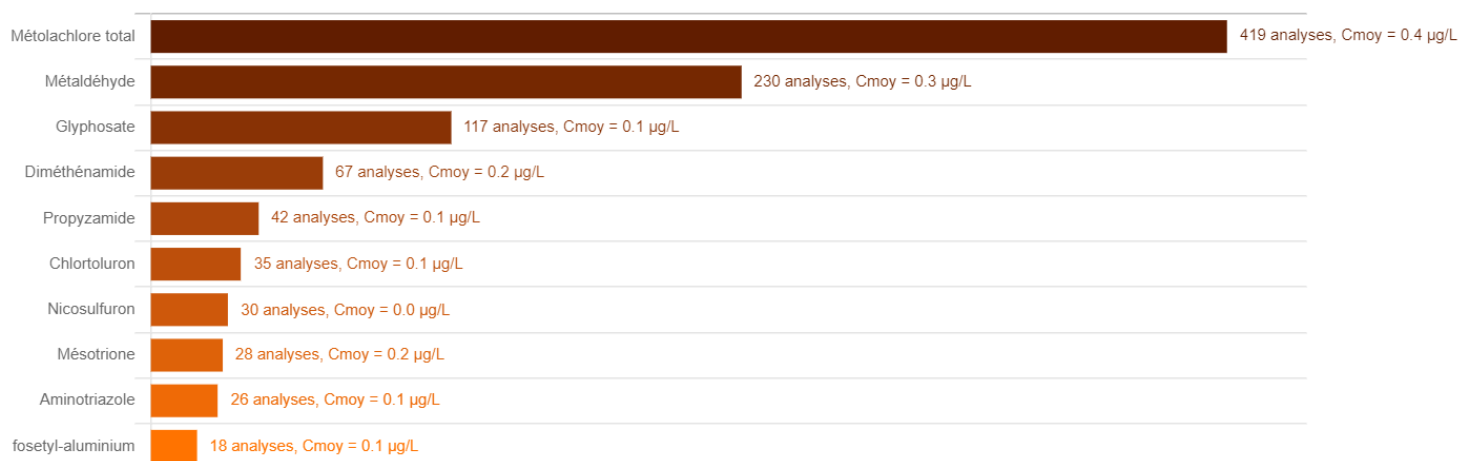 Métolachlore total 419 analyses, Cmoy = 0.4 µg/L
Métaldéhyde 230 analyses, Cmoy = 0.3 µg/L
Glyphosate 117 analyses, Cmoy = 0.1 µg/L
Diméthénamide 67 analyses, Cmoy = 0.2 µg/L
Propyzamide 42 analyses, Cmoy = 0.1 µg/L
Chlortoluron 35 analyses, Cmoy = 0.1 µg/L
Nicosulfuron 30 analyses, Cmoy = 0.0 µg/L
Mésotrione 28 analyses, Cmoy = 0.2 µg/L
Aminotriazole 26 analyses, Cmoy = 0.1 µg/L
fosetyl-aluminium 18 analyses, Cmoy = 0.1 µg/L